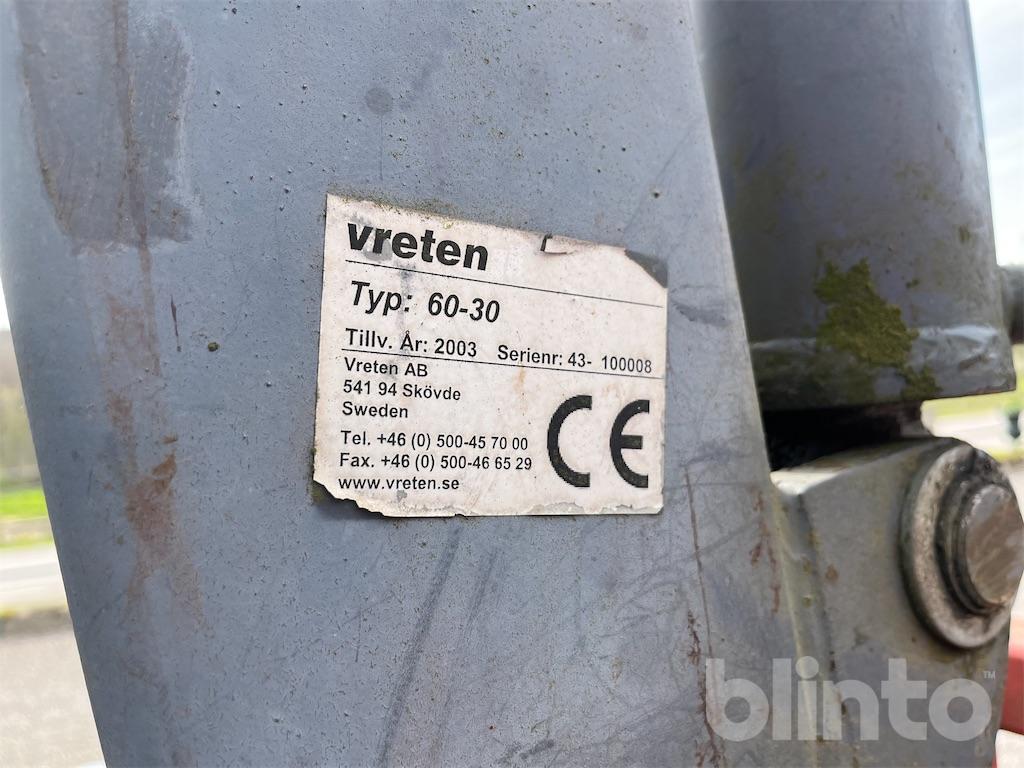 vreten
Typ: 60-30
Tillv. År: 2003 Serienr: 43- 100008
Vreten AB
541 94 Skövde
Sweden
Tel. +46 (0) 500-45 70 00
Fax. +46 (0) 500-46 65 29
www.vreten.se
CE
blinto™